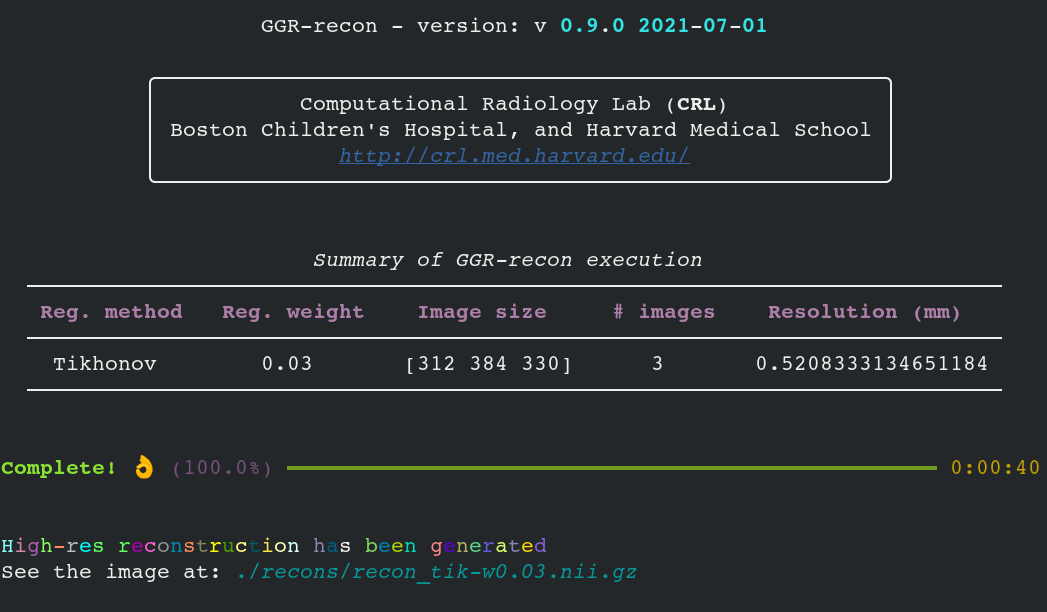 GGR-recon - version: v 0.9.0 2021-07-01
Computational Radiology Lab (CRL)
Boston Children's Hospital, and Harvard Medical School
http://crl.med.harvard.edu/
Summary of GGR-recon execution
Reg. method Reg. weight Image size # images Resolution (mm)
Tikhonov 0.03 [312 384 330] 3 0.5208333134651184
Complete! 👌 (100.0%) 0:00:40
High-res reconstruction has been generated
See the image at: ./recons/recon_tik-w0.03.nii.gz